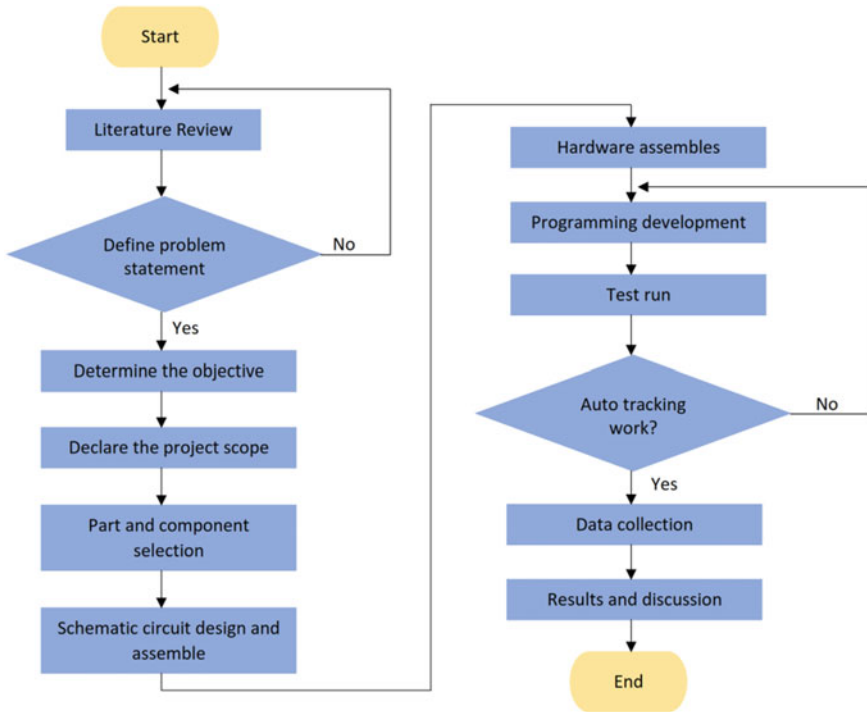 Start
Literature Review
Define problem
statement
No
Yes
Determine the objective
Declare the project scope
Part and component
selection
Schematic circuit design and
assemble
Hardware assembles
Programming development
Test run
Auto tracking
work?
No
Yes
Data collection
Results and discussion
End